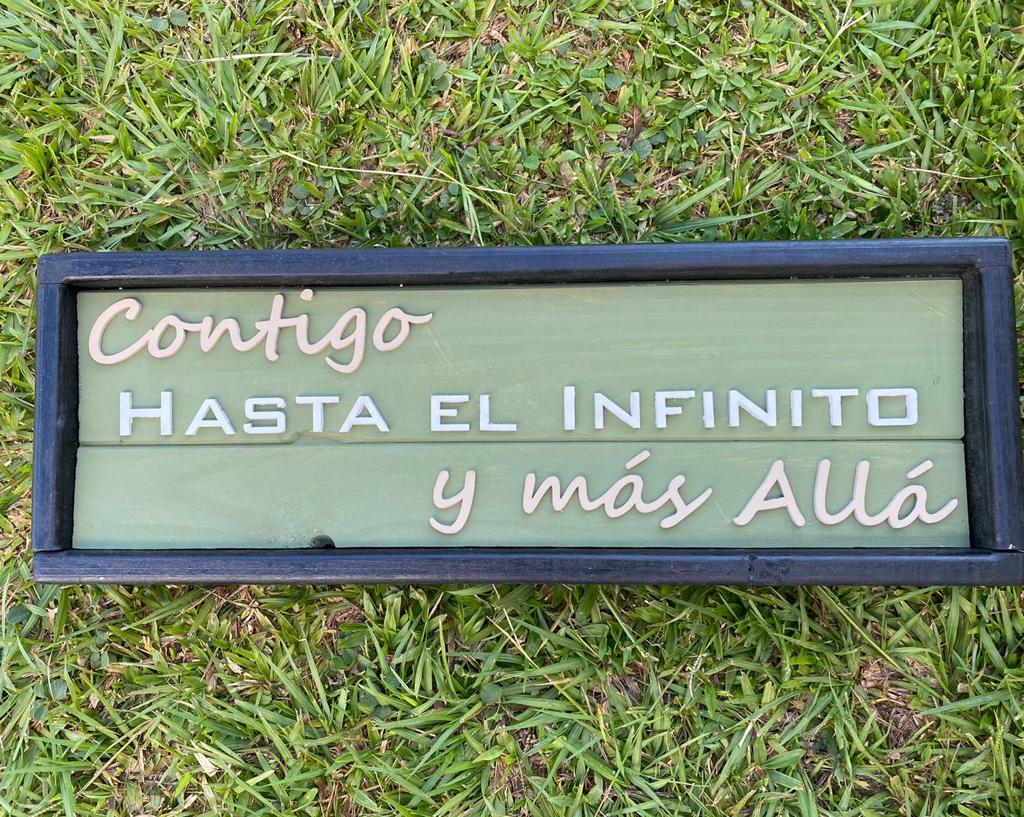 Contigo
HASTA EL INFINITO
y más Allá